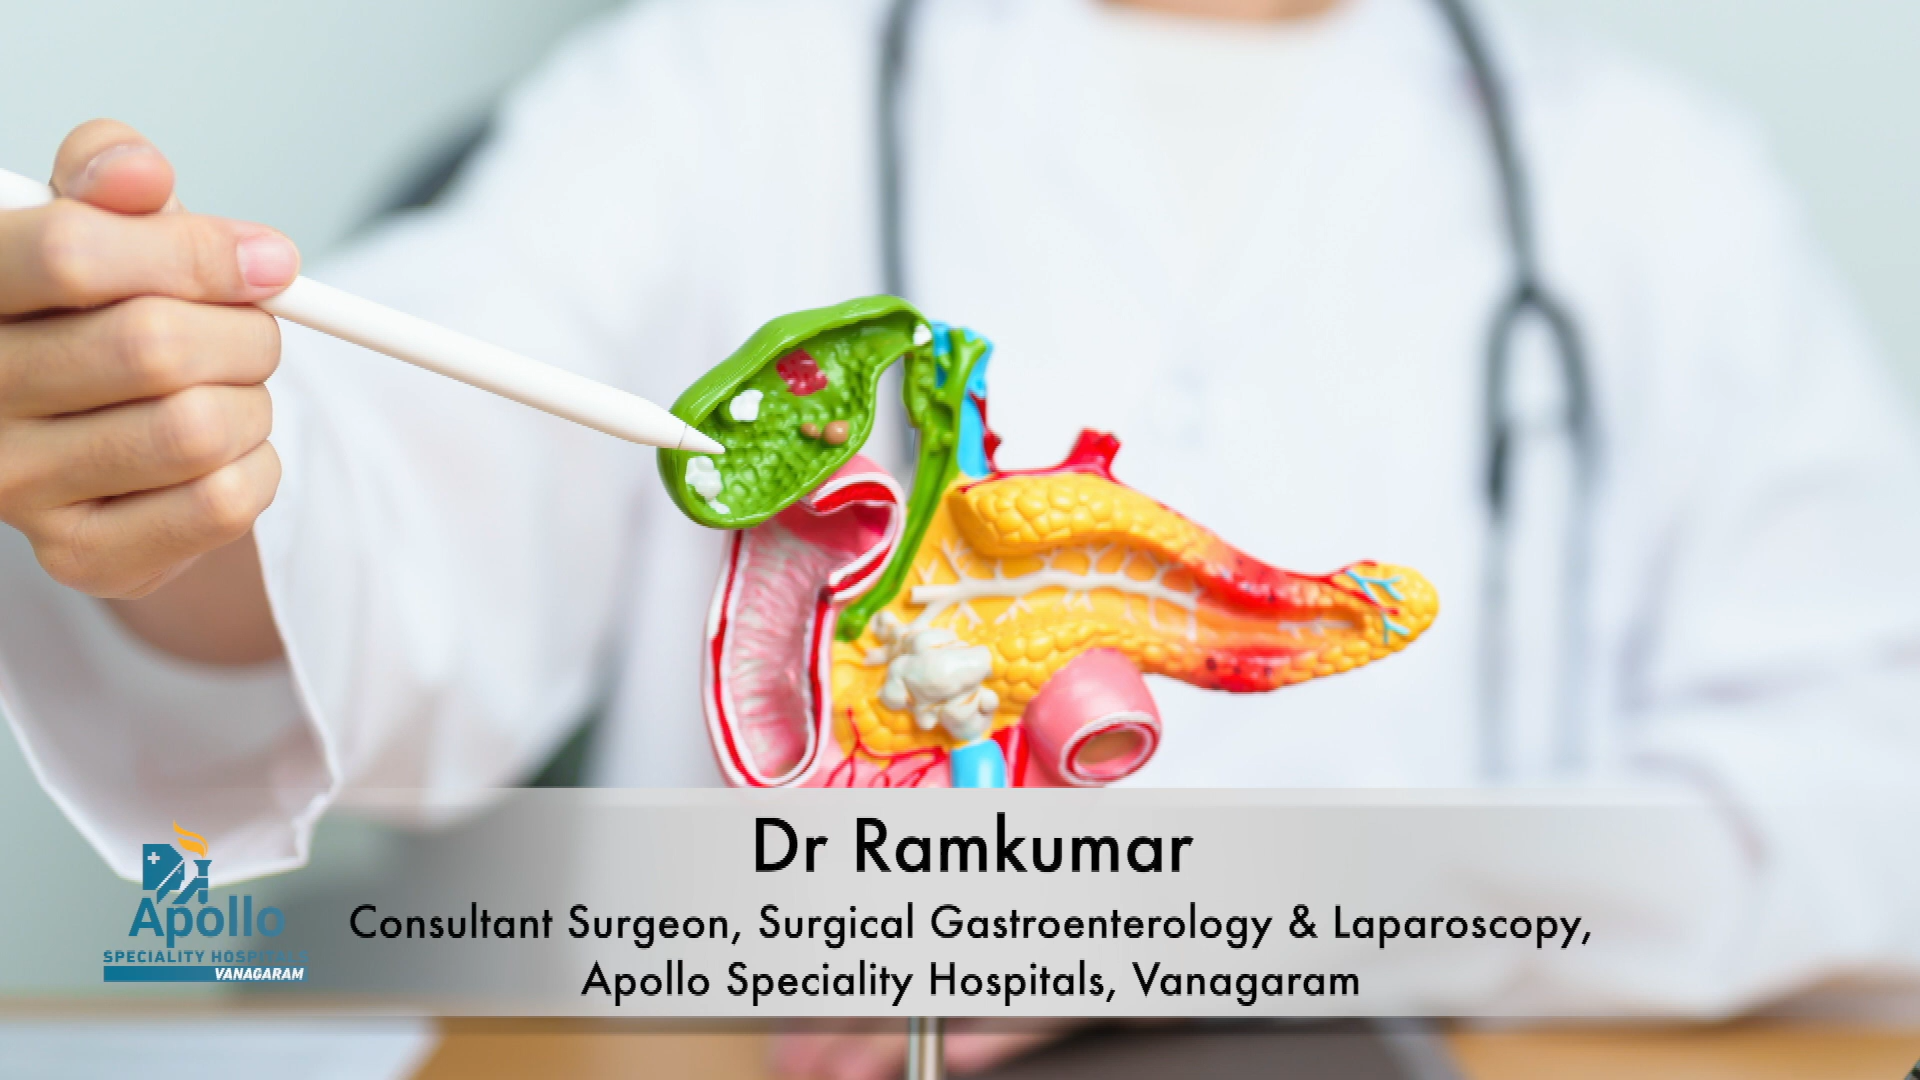 Dr Ramkumar
Consultant Surgeon, Surgical Gastroenterology & Laparoscopy,
Apollo Speciality Hospitals, Vanagaram
Apollo
SPECIALITY HOSPITALS
VANAGARAM